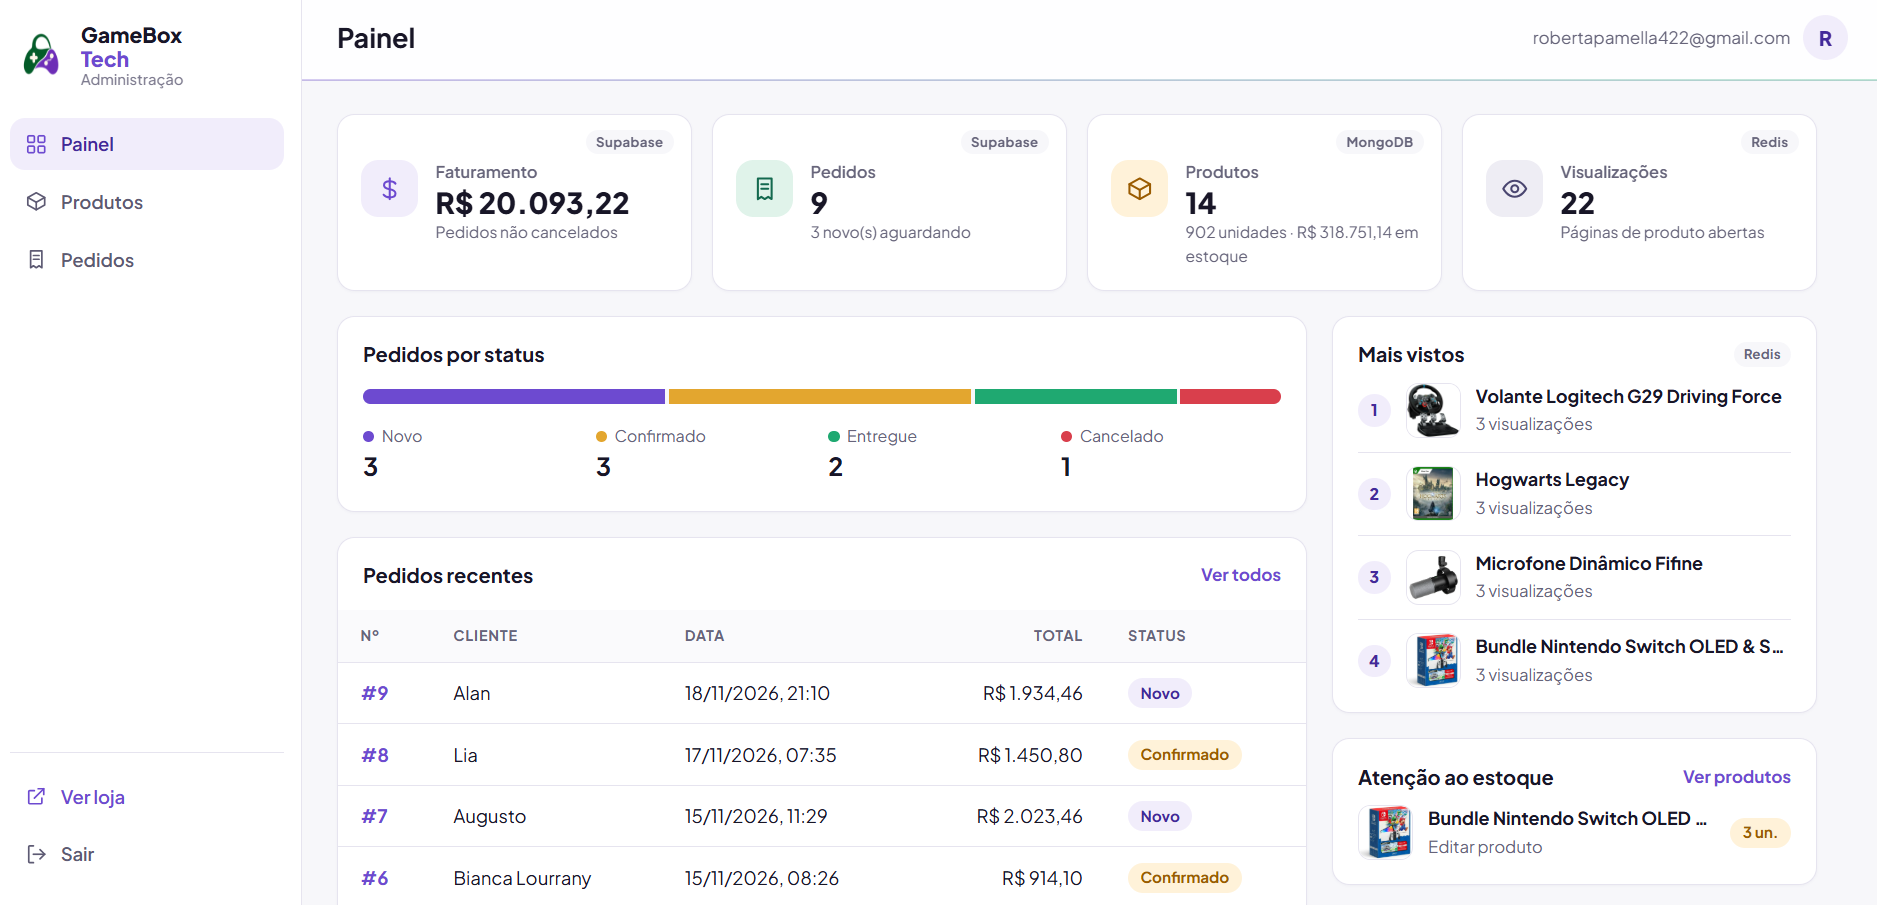 GameBox
Tech
Administração
Painel
Produtos
Pedidos
Ver loja
Sair
Painel
robertapamella422@gmail.com
R
Supabase
Faturamento
R$ 20.093,22
Pedidos não cancelados
Supabase
Pedidos
9
3 novo(s) aguardando
MongoDB
Produtos
14
902 unidades · R$ 318.751,14 em
estoque
Redis
Visualizações
22
Páginas de produto abertas
Pedidos por status
Novo
3
Confirmado
3
Entregue
2
Cancelado
1
Pedidos recentes
Ver todos
Nº CLIENTE DATA TOTAL STATUS
#9 Alan 18/11/2026, 21:10 R$ 1.934,46 Novo
#8 Lia 17/11/2026, 07:35 R$ 1.450,80 Confirmado
#7 Augusto 15/11/2026, 11:29 R$ 2.023,46 Novo
#6 Bianca Lourrany 15/11/2026, 08:26 R$ 914,10 Confirmado
Mais vistos
Redis
1
Volante Logitech G29 Driving Force
3 visualizações
2
Hogwarts Legacy
3 visualizações
3
Microfone Dinâmico Fifine
3 visualizações
4
Bundle Nintendo Switch OLED & S...
3 visualizações
Atenção ao estoque
Ver produtos
Bundle Nintendo Switch OLED ...
Editar produto
3 un.